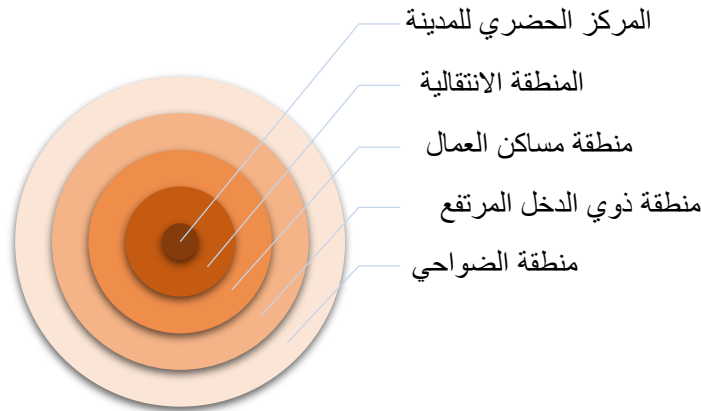 المركز الحضري للمدينة
المنطقة الانتقالية
منطقة مساكن العمال
منطقة ذوي الدخل المرتفع
منطقة الضواحي